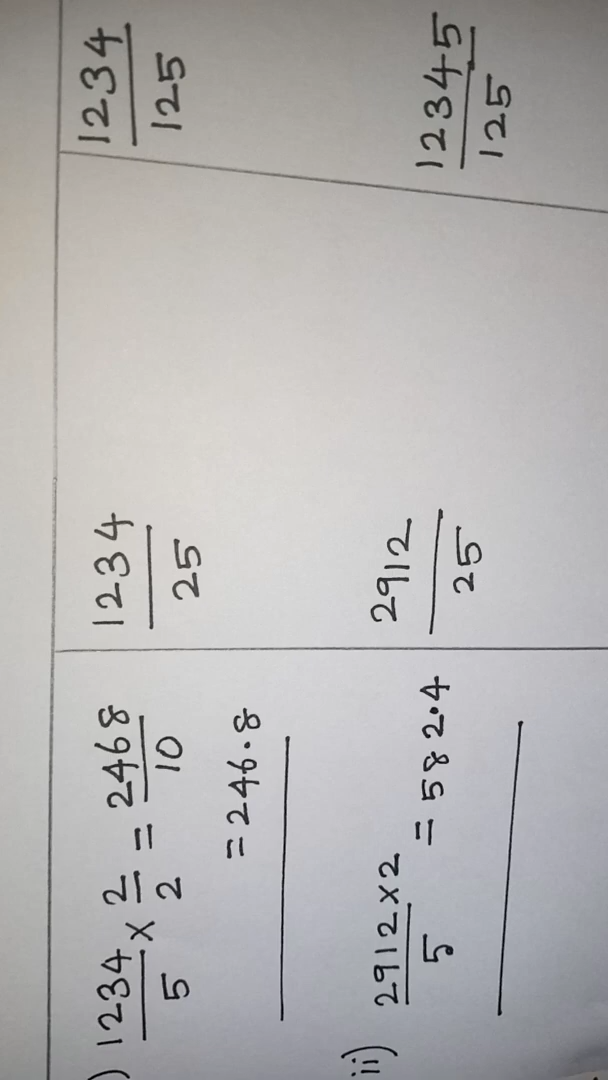 ) 1234/5 × 2/2 = 2468/10
= 246.8
ii) 2912×2/5 = 582.4
1234/25
2912/25
1234/125
12345/125